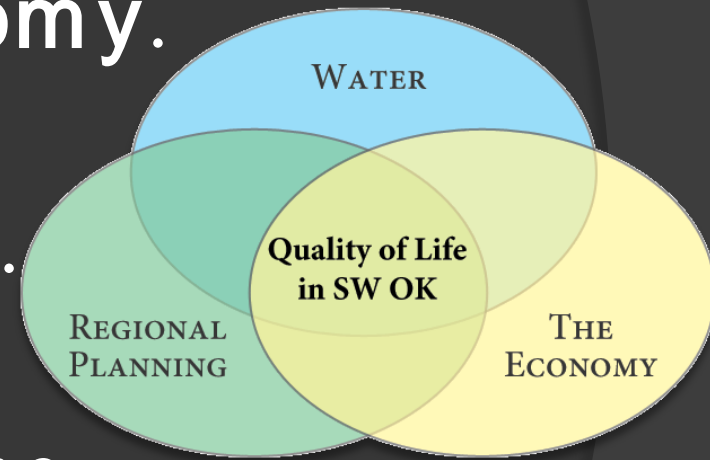 omy.
WATER
Quality of Life
in SW OK
.
REGIONAL
PLANNING
THE
ECONOMY